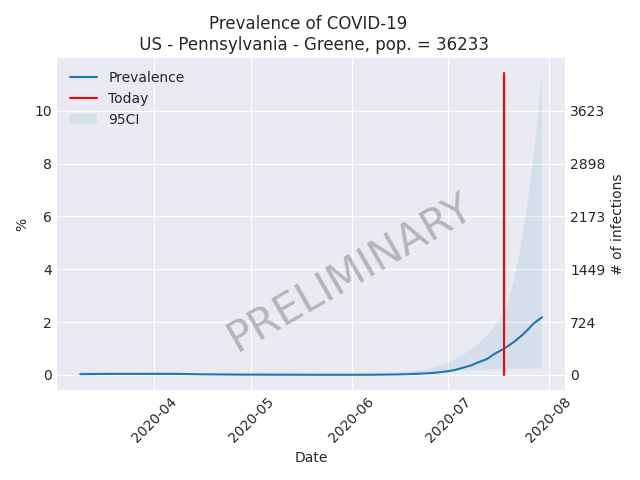 Prevalence of COVID-19
US - Pennsylvania - Greene, pop. = 36233
Prevalence
Today
95CI
PRELIMINARY
%
10
8
6
4
2
0
3623
2898
2173
1449
724
0
# of infections
2020-04
2020-05
2020-06
2020-07
2020-08
Date